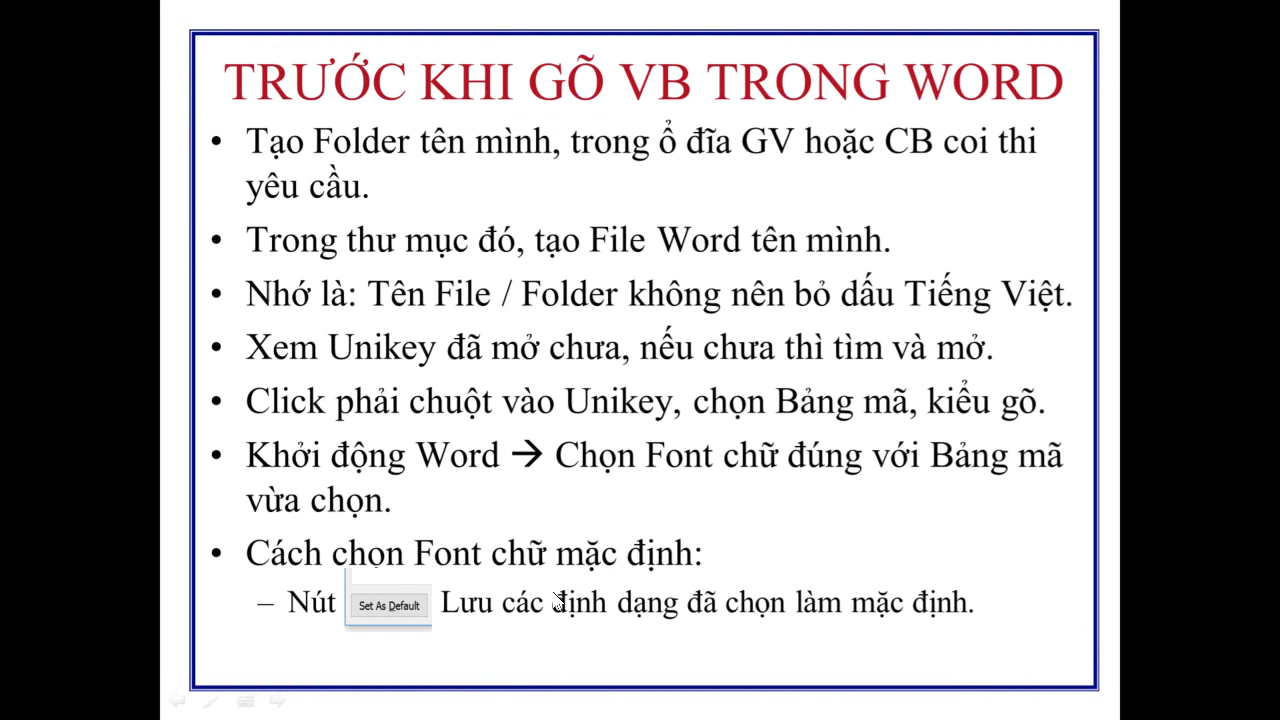 TRƯỚC KHI GÕ VB TRONG WORD
• Tạo Folder tên mình, trong ổ đĩa GV hoặc CB coi thi
yêu cầu.
• Trong thư mục đó, tạo File Word tên mình.
• Nhớ là: Tên File / Folder không nên bỏ dấu Tiếng Việt.
• Xem Unikey đã mở chưa, nếu chưa thì tìm và mở.
• Click phải chuột vào Unikey, chọn Bảng mã, kiểu gõ.
• Khởi động Word → Chọn Font chữ đúng với Bảng mã
vừa chọn.
• Cách chọn Font chữ mặc định:
– Nút Set As Default Lưu các định dạng đã chọn làm mặc định.